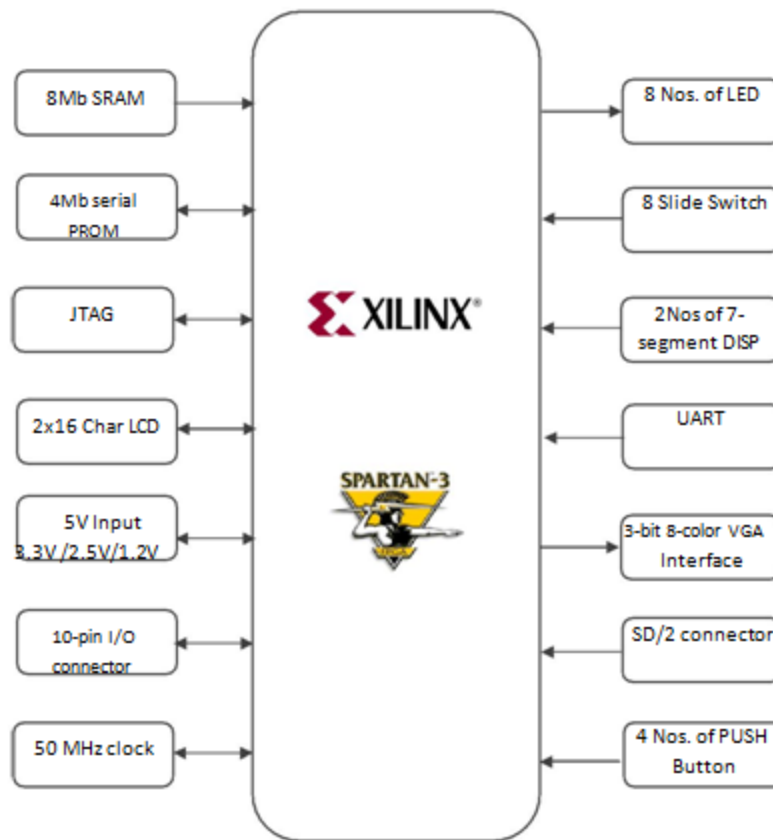 8Mb SRAM
4Mb serial
PROM
JTAG
2x16 Char LCD
5V Input
3.3V /2.5V/1.2V
10-pin I/O
connector
50 MHz clock
XILINX®
SPARTAN™-3
8 Nos. of LED
8 Slide Switch
2Nos of 7-
segment DISP
UART
3-bit 8-color VGA
Interface
SD/2 connector
4 Nos. of PUSH
Button